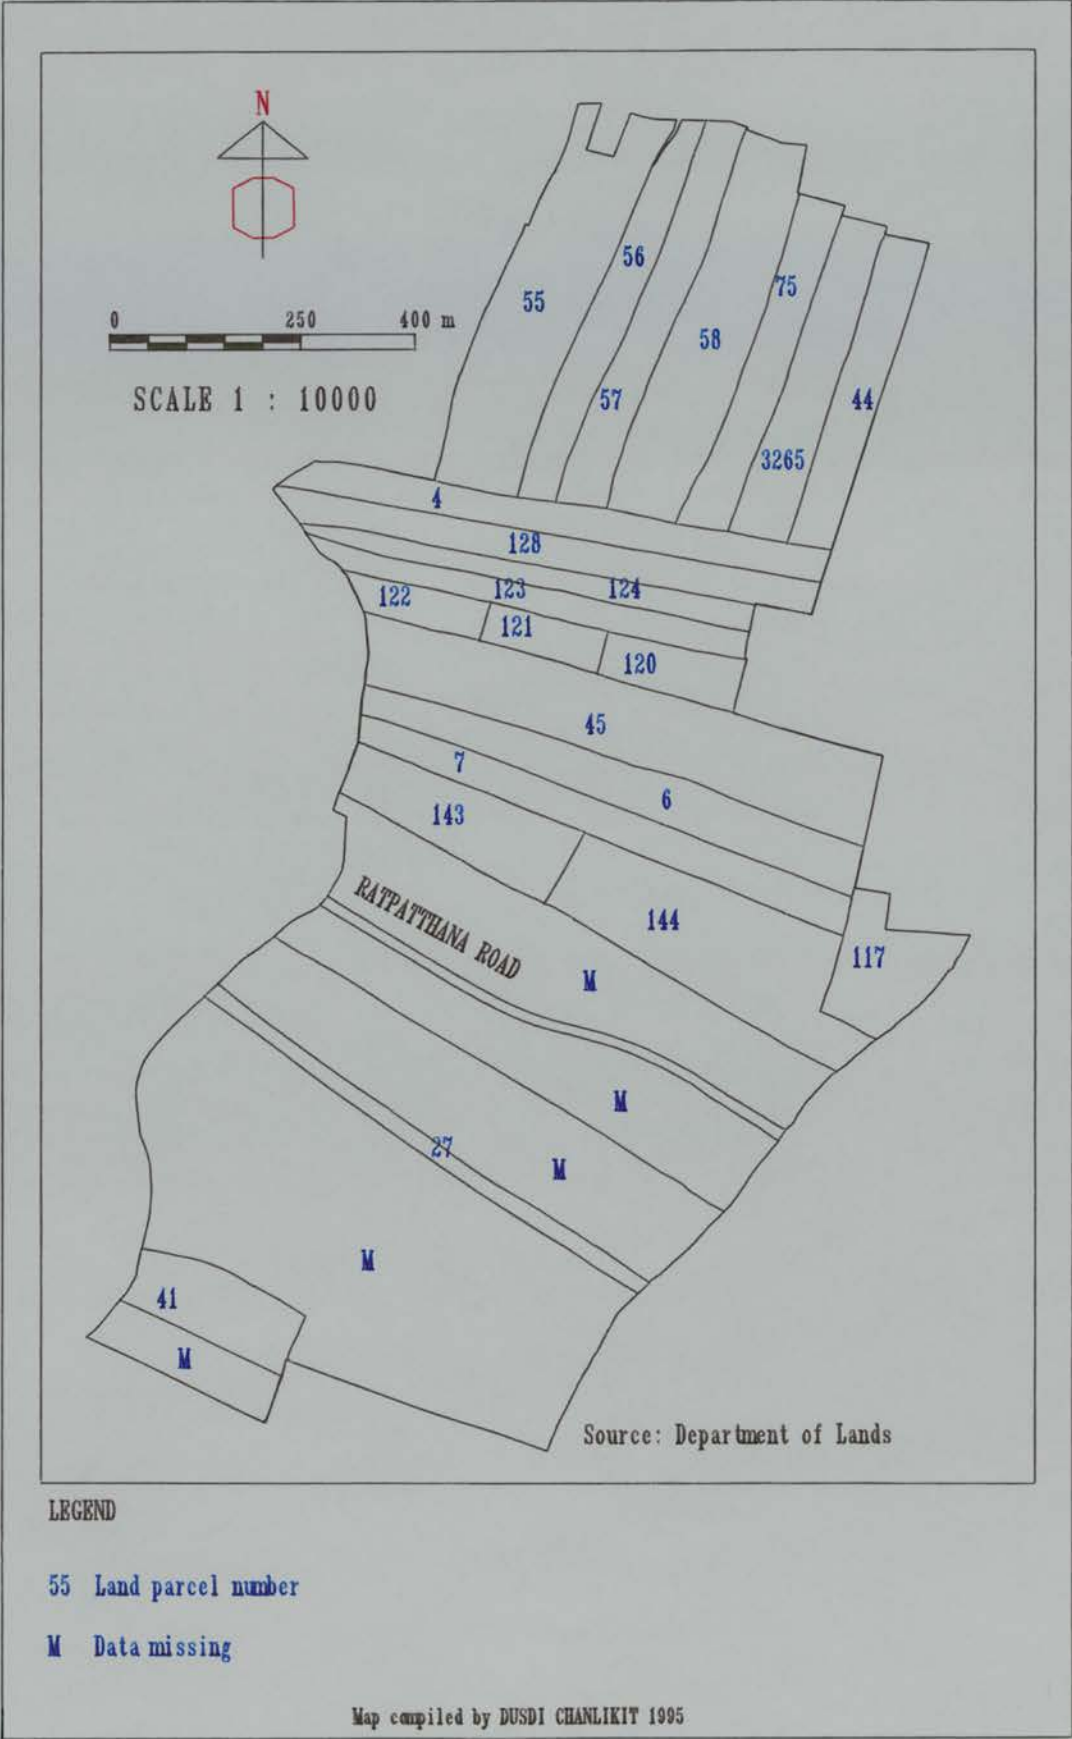 N
0 250 400 m
SCALE 1 : 10000
56
75
55
58
57
44
3265
4
128
123 124
122
121
120
45
7
6
143
144
117
RATPATTHANA ROAD
M
M
27
M
M
41
M
Source: Department of Lands
LEGEND
55 Land parcel number
M Data missing
Map compiled by DUSDI CHANLIKIT 1995